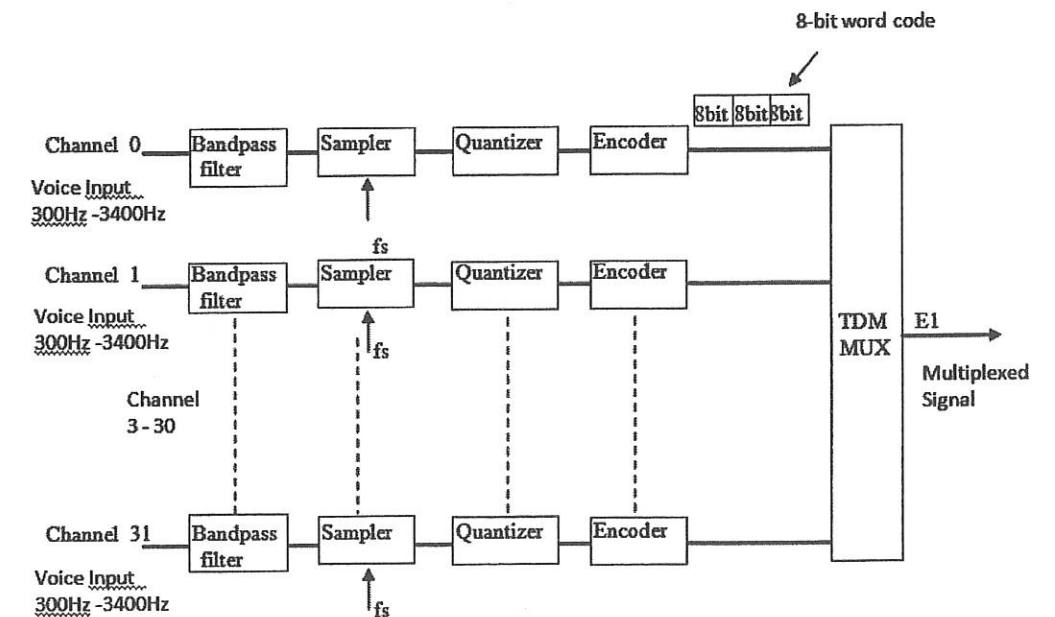 8-bit word code
8bit 8bit 8bit
Channel 0
Bandpass
filter
Sampler
Quantizer
Encoder
Voice Input
300Hz -3400Hz
fs
Channel 1
Bandpass
filter
Sampler
Quantizer
Encoder
Voice Input
300Hz -3400Hz
fs
TDM
MUX
E1
Multiplexed
Signal
Channel
3 - 30
Channel 31
Bandpass
filter
Sampler
Quantizer
Encoder
Voice Input
300Hz -3400Hz
fs